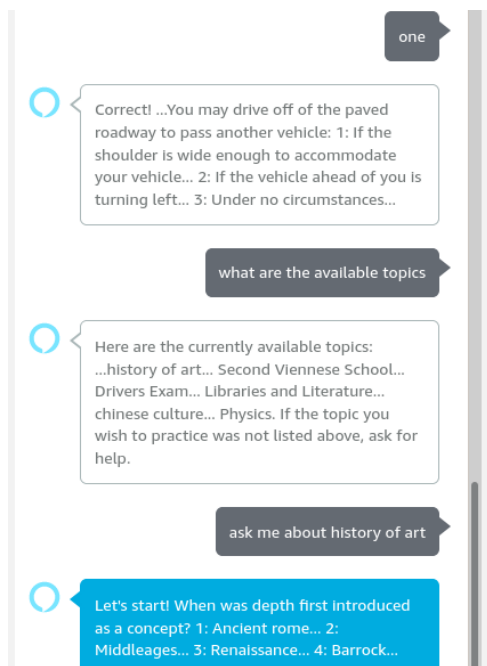 one
Correct! ...You may drive off of the paved
roadway to pass another vehicle: 1: If the
shoulder is wide enough to accommodate
your vehicle... 2: If the vehicle ahead of you is
turning left... 3: Under no circumstances...
what are the available topics
Here are the currently available topics:
...history of art... Second Viennese School...
Drivers Exam... Libraries and Literature...
chinese culture... Physics. If the topic you
wish to practice was not listed above, ask for
help.
ask me about history of art
Let's start! When was depth first introduced
as a concept? 1: Ancient rome... 2:
Middleages... 3: Renaissance... 4: Barrock...